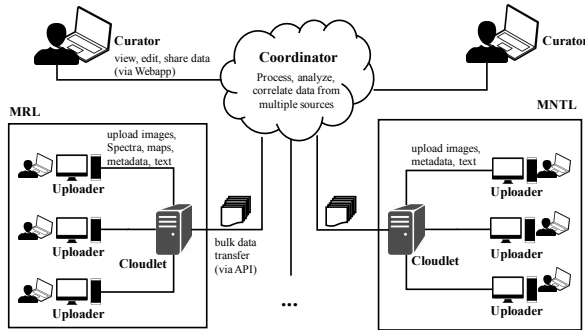 Curator
view, edit, share data
(via Webapp)
Coordinator
Process, analyze,
correlate data from
multiple sources
Curator
MRL
upload images,
Spectra, maps,
metadata, text
Uploader
Uploader
Uploader
Cloudlet
bulk data
transfer
(via API)
...
MNTL
upload images,
metadata, text
Uploader
Uploader
Uploader
Cloudlet